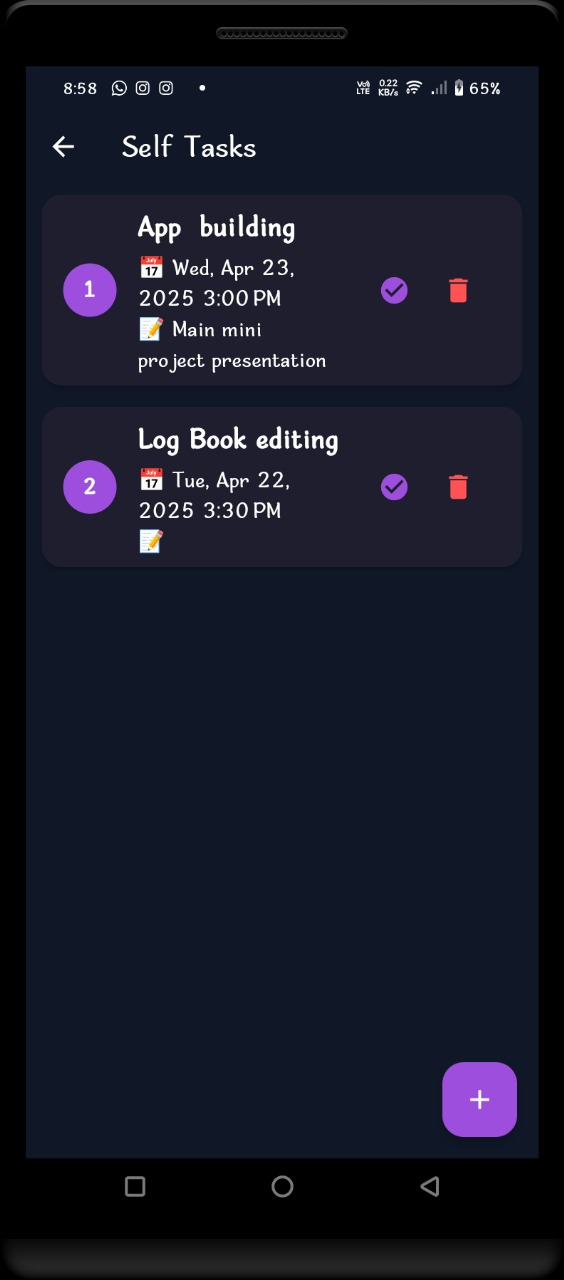 8:58 Vo) LTE 0.22 KB/s 65%
Self Tasks
App building
1
📅 Wed, Apr 23,
2025 3:00 PM
📝 Main mini
project presentation
Log Book editing
2
📅 Tue, Apr 22,
2025 3:30 PM
📝
+